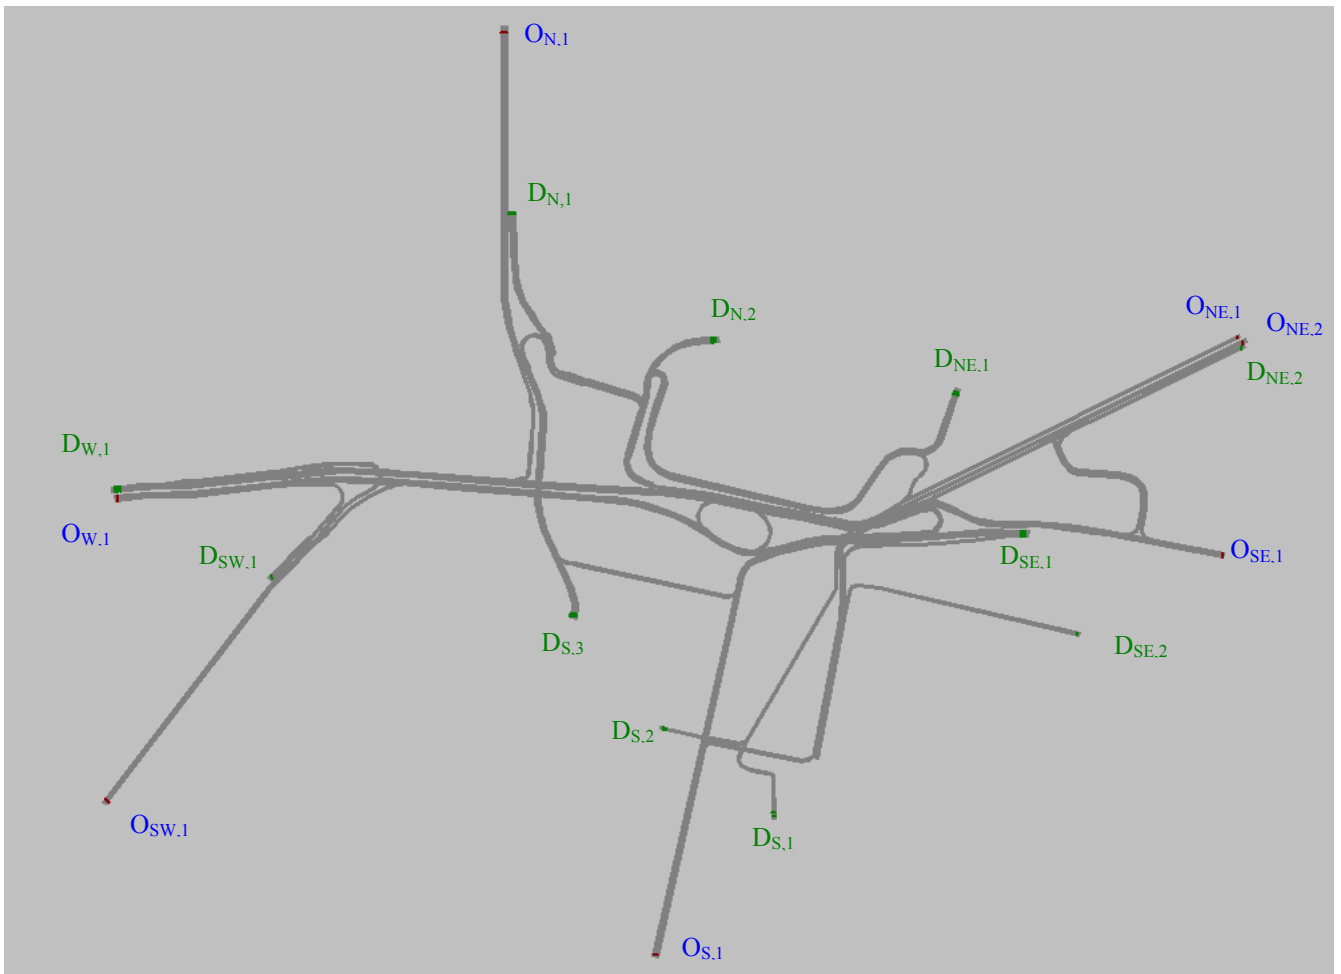 O_N,1
D_N,1
O_NE,1
D_N,2
O_NE,2
D_NE,1
D_NE,2
D_W,1
O_W,1
D_SW,1
D_SE,1
O_SE,1
D_S,3
D_SE,2
D_S,2
O_SW,1
D_S,1
O_S,1